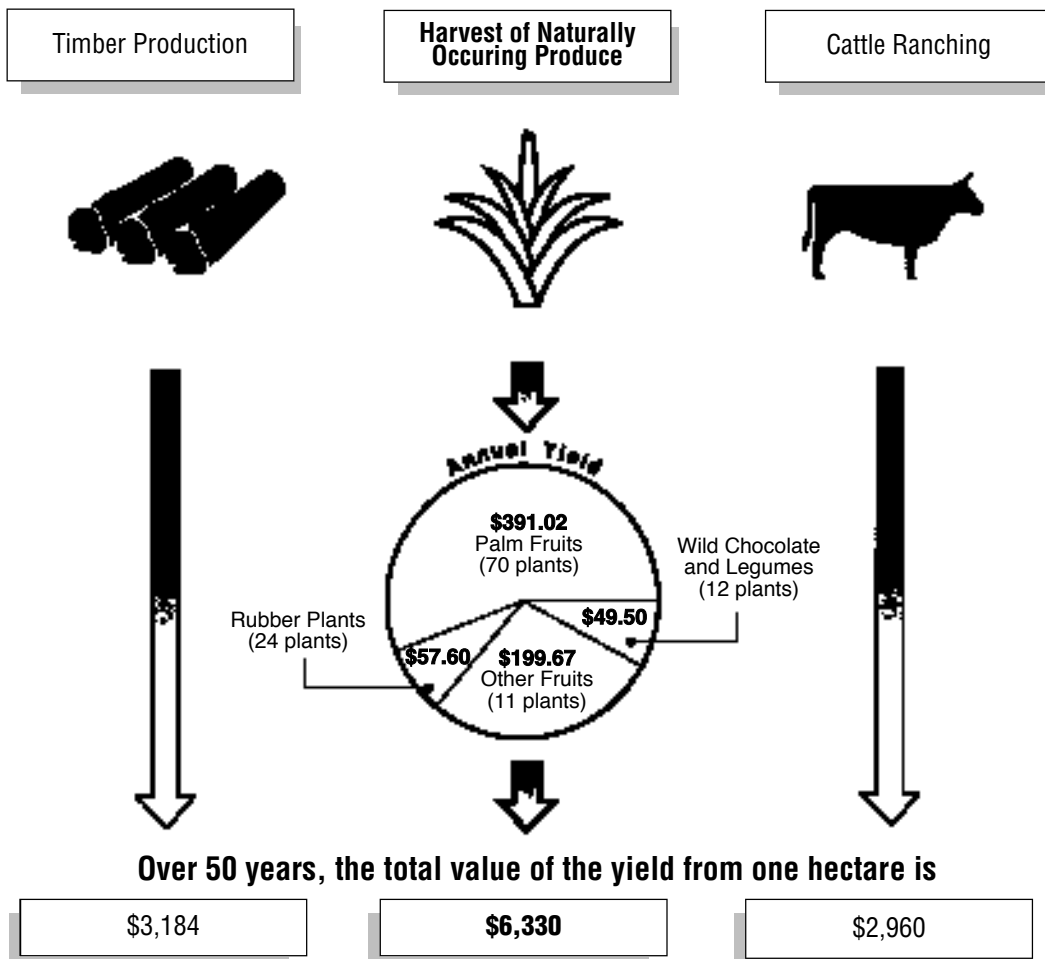 Timber Production
Harvest of Naturally
Occuring Produce
Cattle Ranching
Annual Yield
$391.02
Palm Fruits
(70 plants)
Wild Chocolate
and Legumes
(12 plants)
$49.50
Rubber Plants
(24 plants)
$57.60
$199.67
Other Fruits
(11 plants)
Over 50 years, the total value of the yield from one hectare is
$3,184
$6,330
$2,960